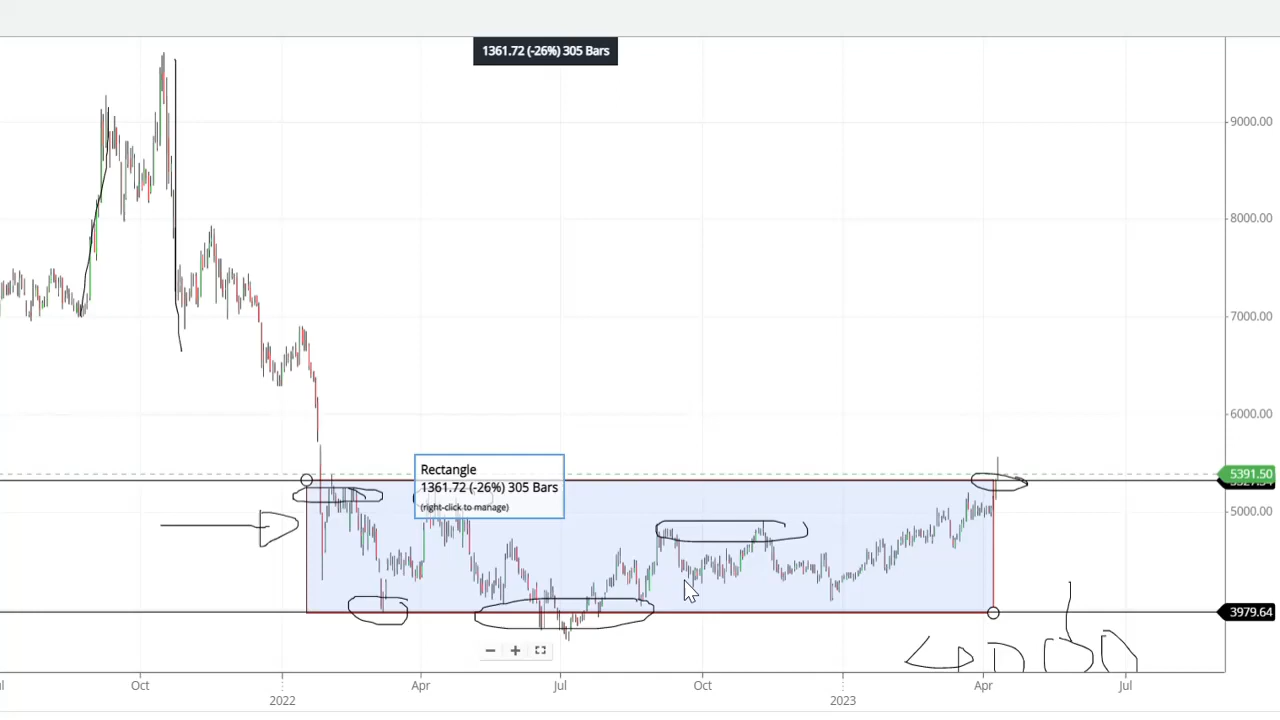 1361.72 (-26%) 305 Bars
9000.00
8000.00
7000.00
6000.00
Rectangle
1361.72 (-26%) 305 Bars
(right-click to manage)
5391.50
5000.00
3979.64
Oct
Apr
Jul
Oct
Apr
Jul
2022
2023